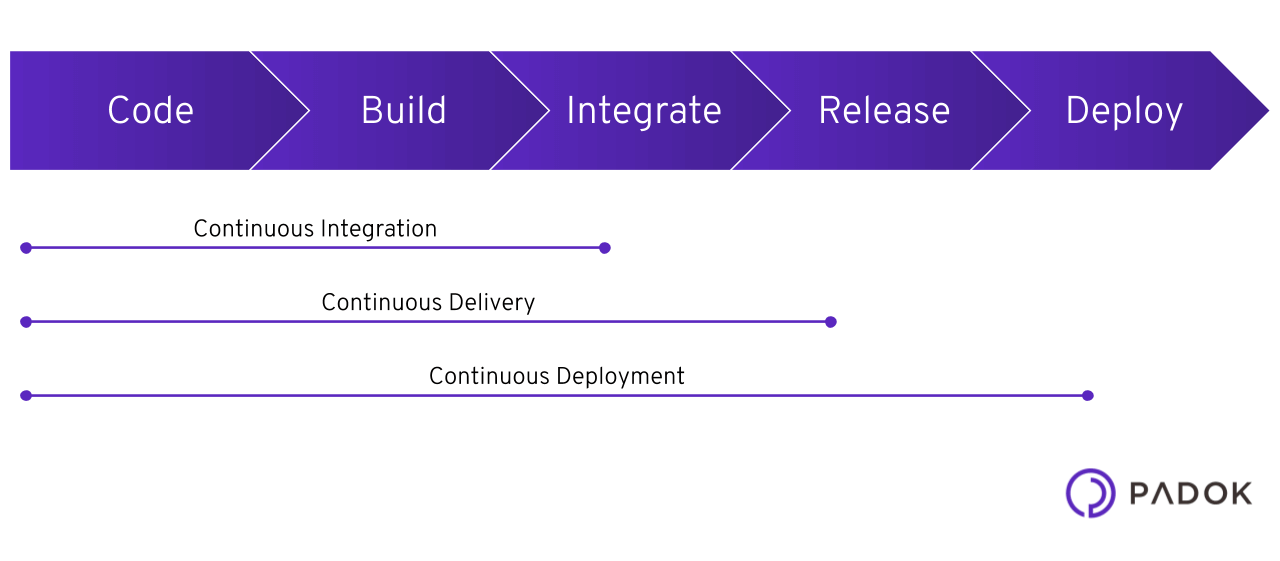 Code Build Integrate Release Deploy
Continuous Integration
Continuous Delivery
Continuous Deployment
PADOK